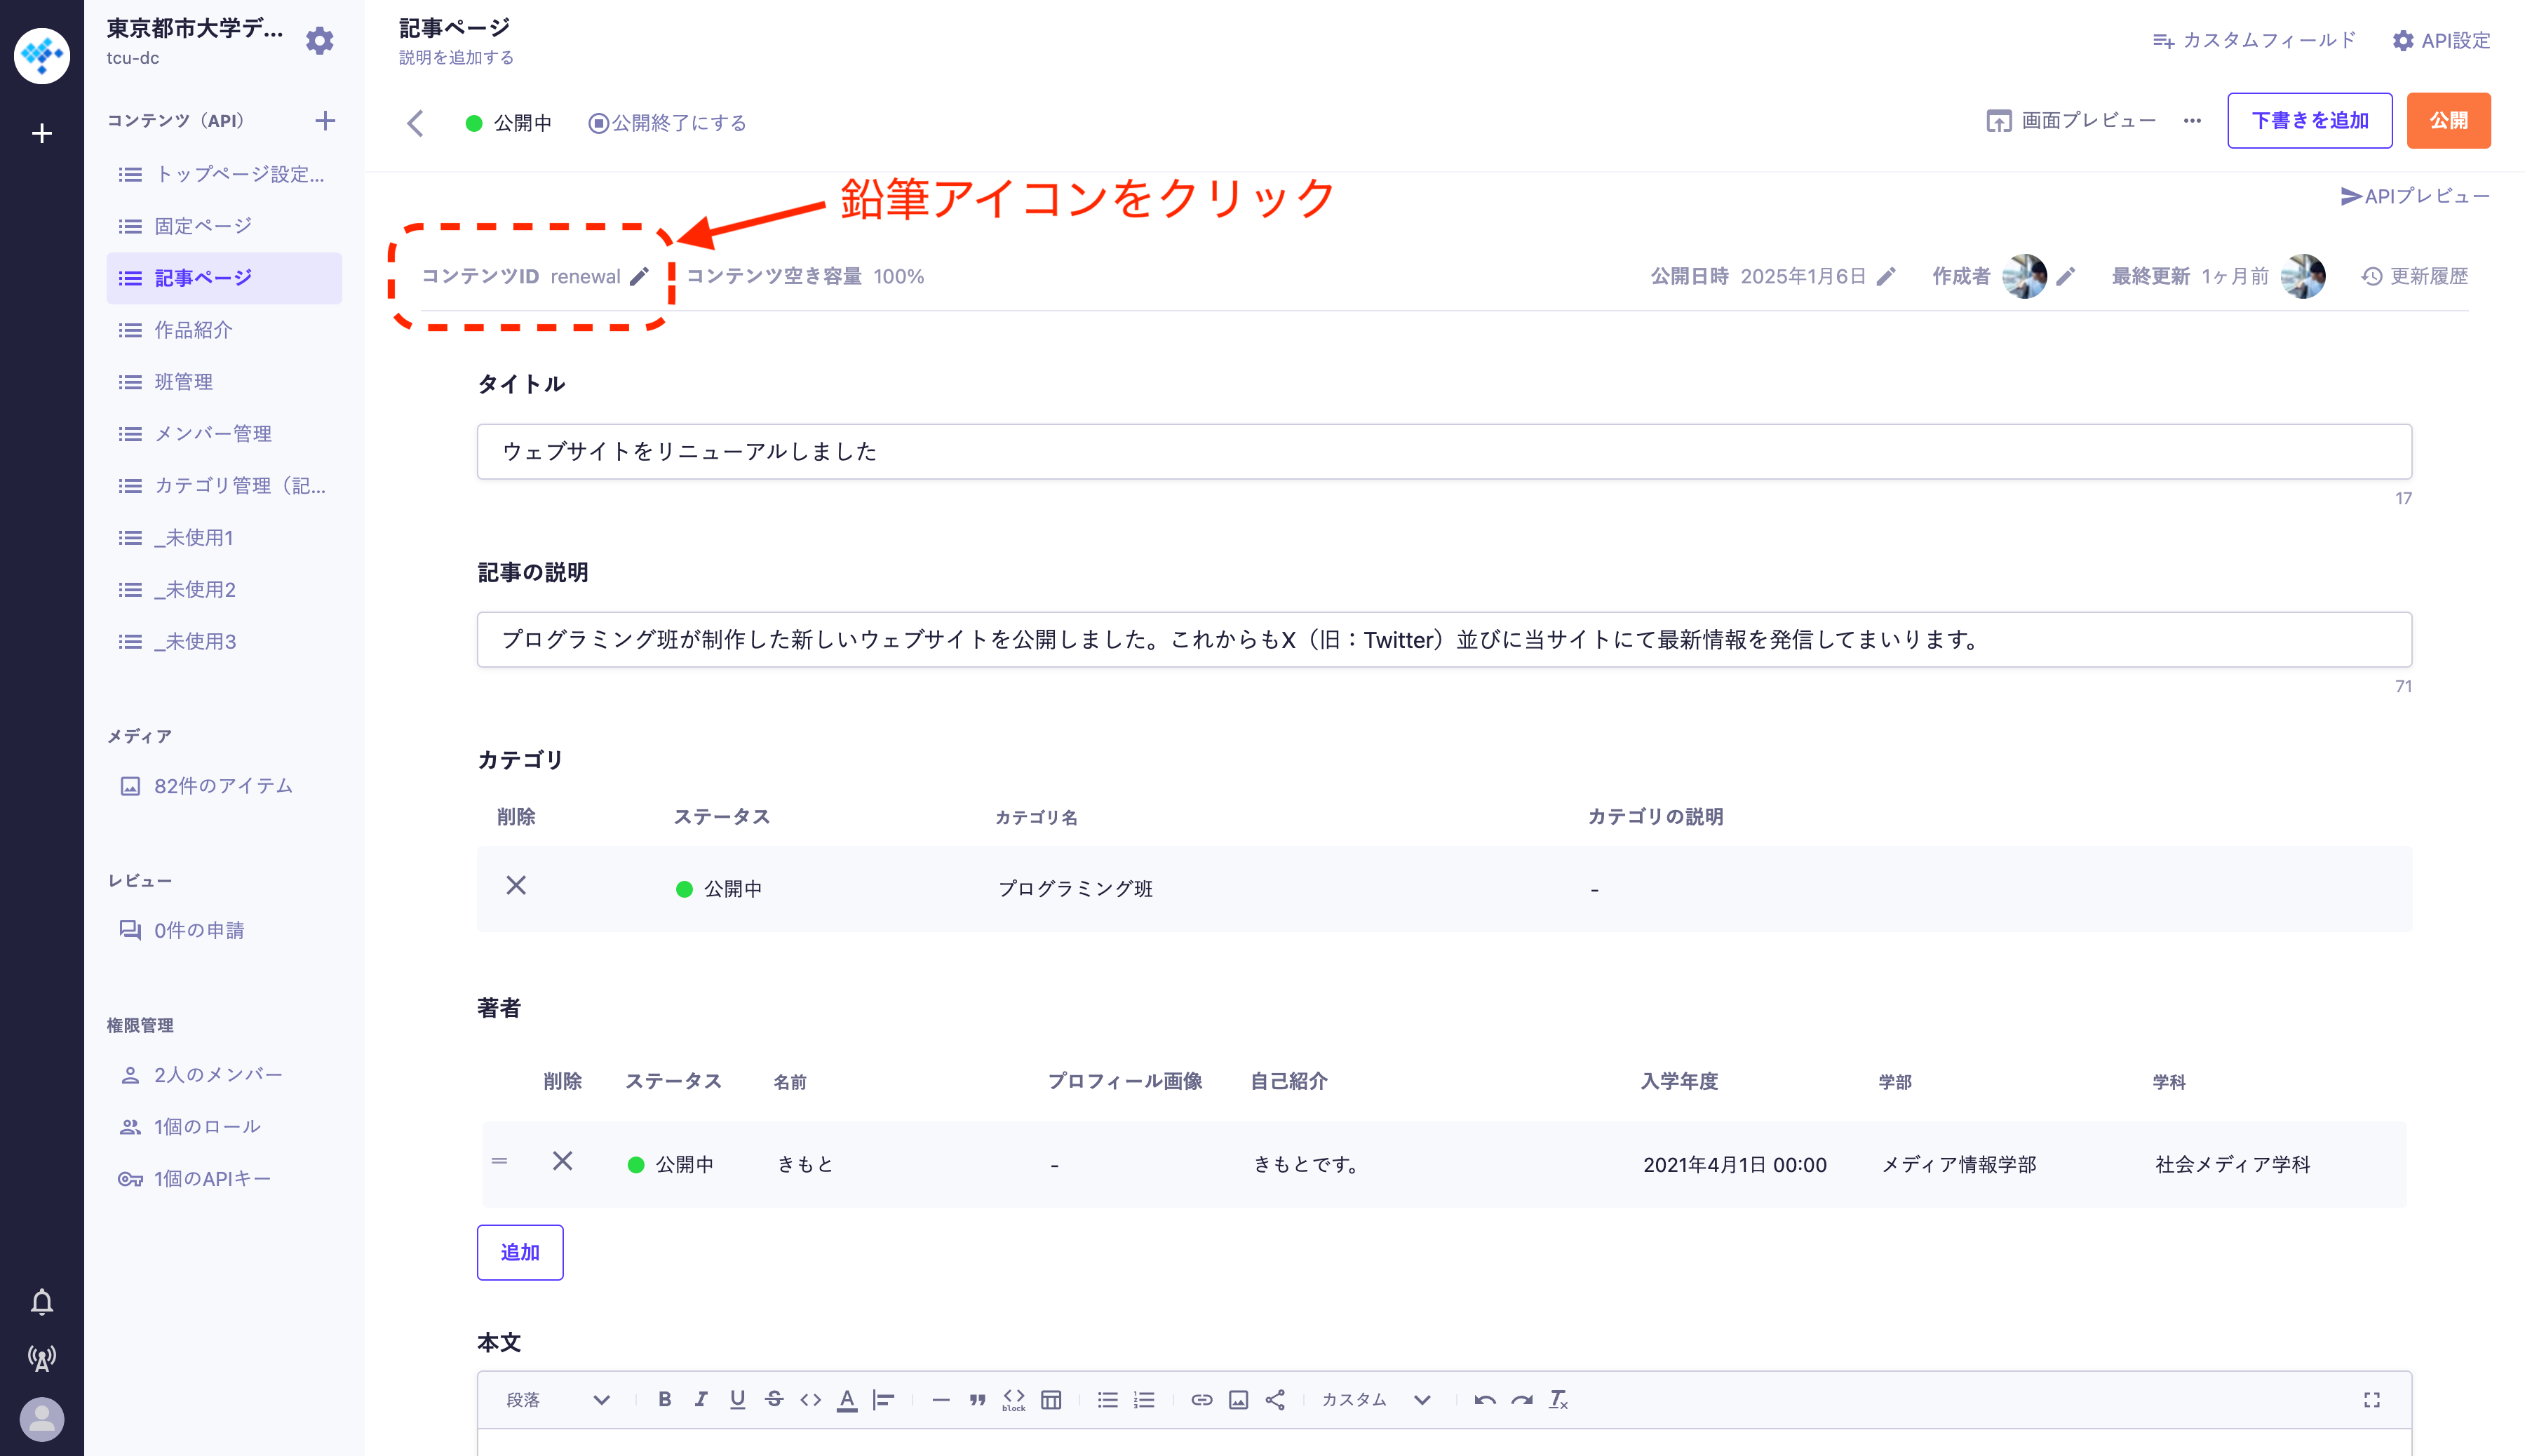 東京都市大学デ...
tcu-dc
コンテンツ（API）
トップページ設定...
固定ページ
記事ページ
作品紹介
班管理
メンバー管理
カテゴリ管理（記...
_未使用1
_未使用2
_未使用3
メディア
82件のアイテム
レビュー
0件の申請
権限管理
2人のメンバー
1個のロール
1個のAPIキー
記事ページ
説明を追加する
カスタムフィールド
API設定
公開中
公開終了にする
画面プレビュー
下書きを追加
公開
鉛筆アイコンをクリック
APIプレビュー
コンテンツID renewal
コンテンツ空き容量 100%
公開日時 2025年1月6日
作成者
最終更新 1ヶ月前
更新履歴
タイトル
ウェブサイトをリニューアルしました
17
記事の説明
プログラミング班が制作した新しいウェブサイトを公開しました。これからもX（旧：Twitter）並びに当サイトにて最新情報を発信してまいります。
71
カテゴリ
削除 ステータス カテゴリ名 カテゴリの説明
公開中 プログラミング班 -
著者
削除 ステータス 名前 プロフィール画像 自己紹介 入学年度 学部 学科
公開中 きもと - きもとです。 2021年4月1日 00:00 メディア情報学部 社会メディア学科
追加
本文
段落
block
カスタム